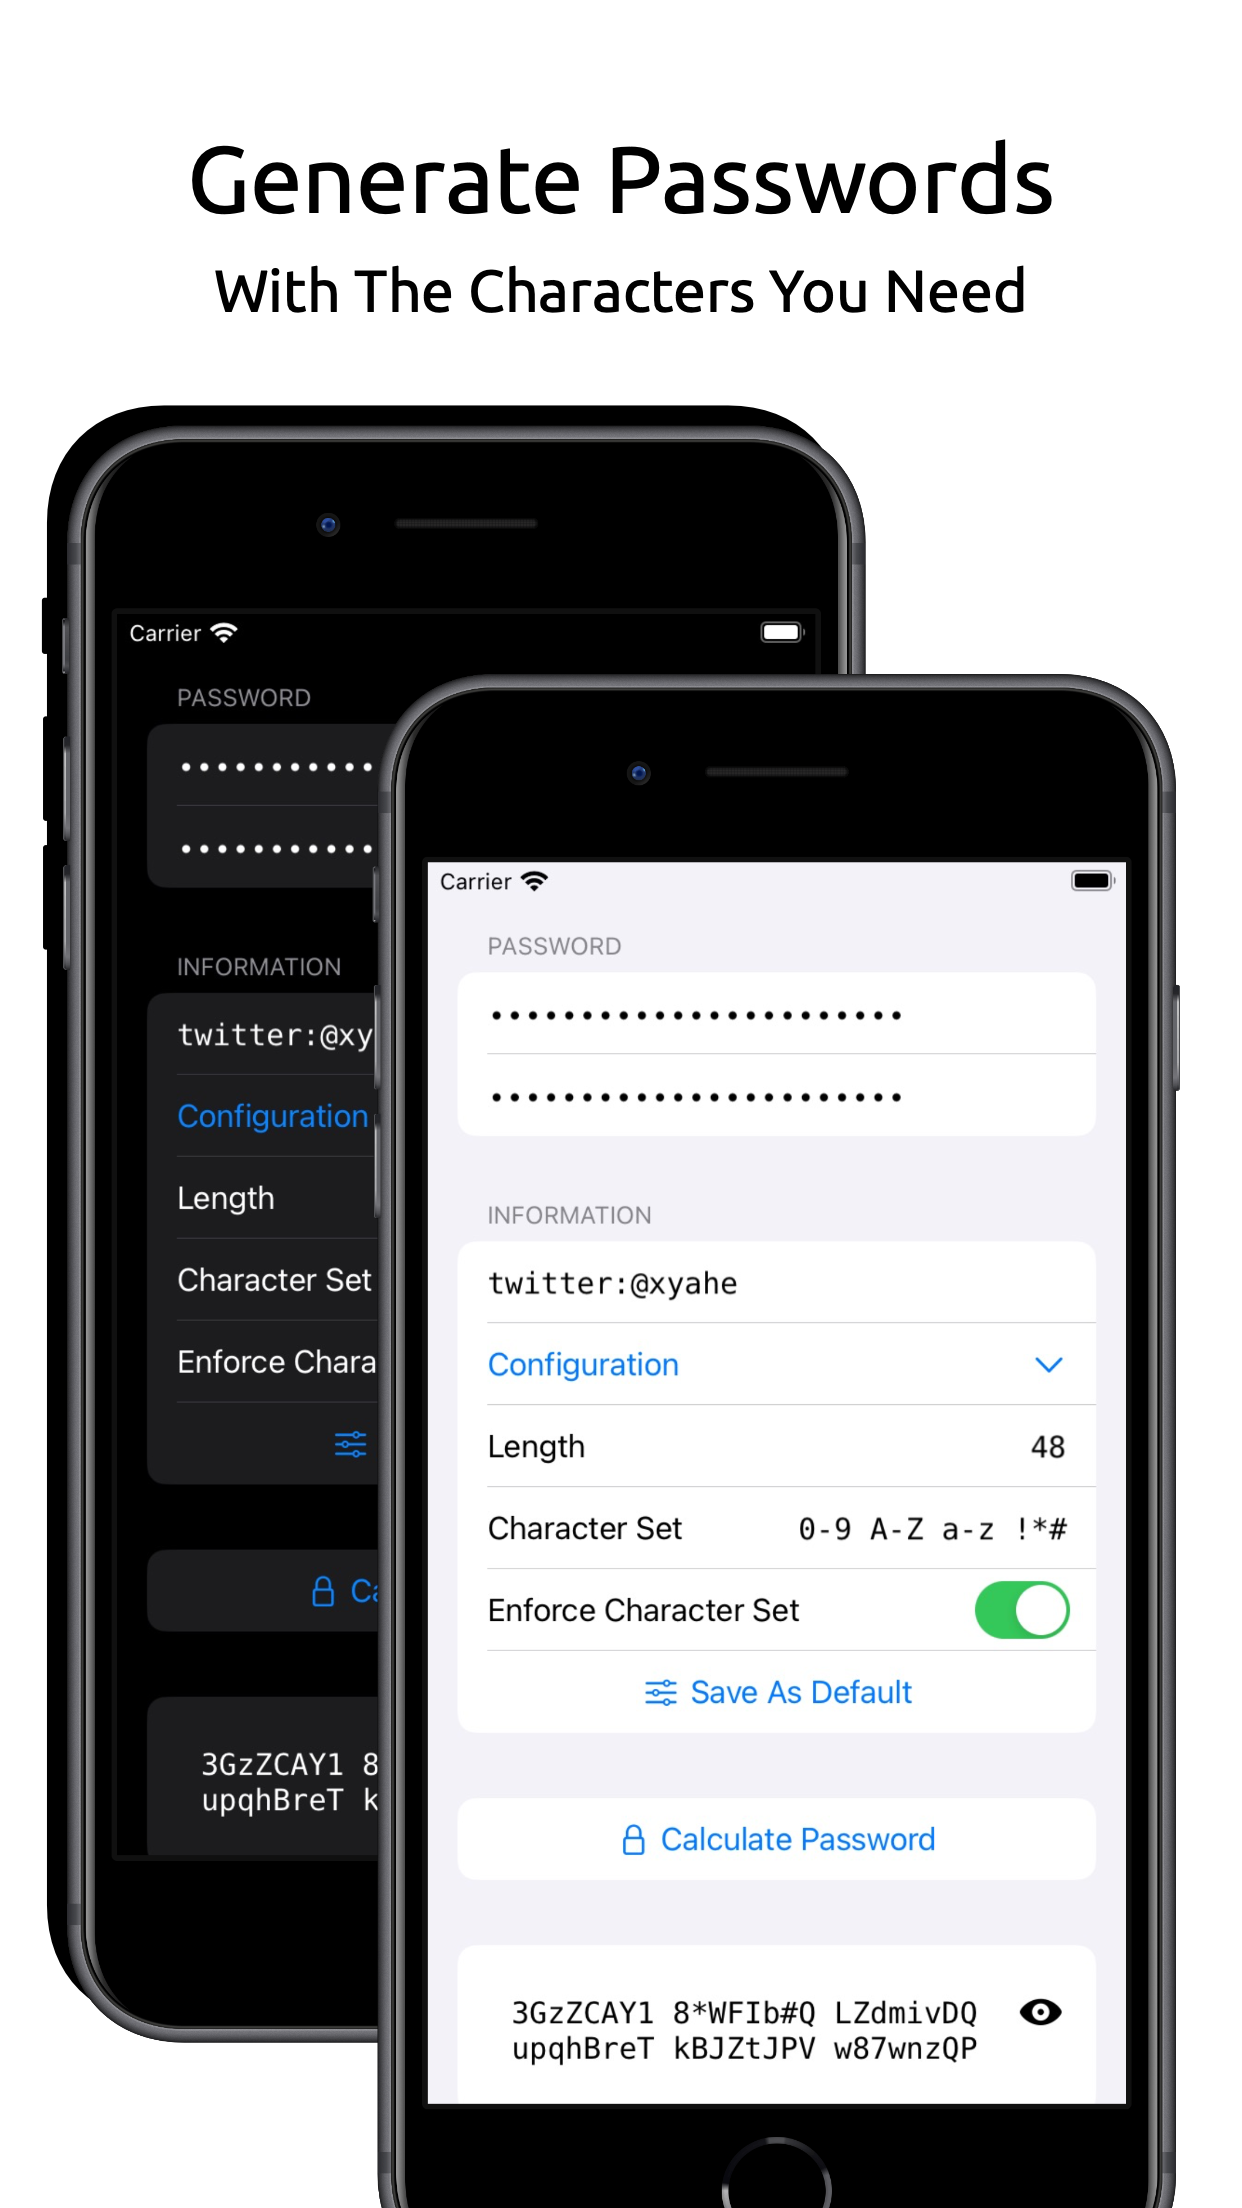 Generate Passwords
With The Characters You Need
Carrier
PASSWORD
•••••••••••
•••••••••••
INFORMATION
twitter:@xy
Configuration
Length
Character Set
Enforce Chara
Ca
3GzZCAY1 8
upqhBreT k
Carrier
PASSWORD
•••••••••••••••••••••••
•••••••••••••••••••••••
INFORMATION
twitter:@xyahe
Configuration
Length 48
Character Set 0-9 A-Z a-z !*#
Enforce Character Set
Save As Default
Calculate Password
3GzZCAY1 8*WFIb#Q LZdmivDQ
upqhBreT kBJZtJPV w87wnzQP